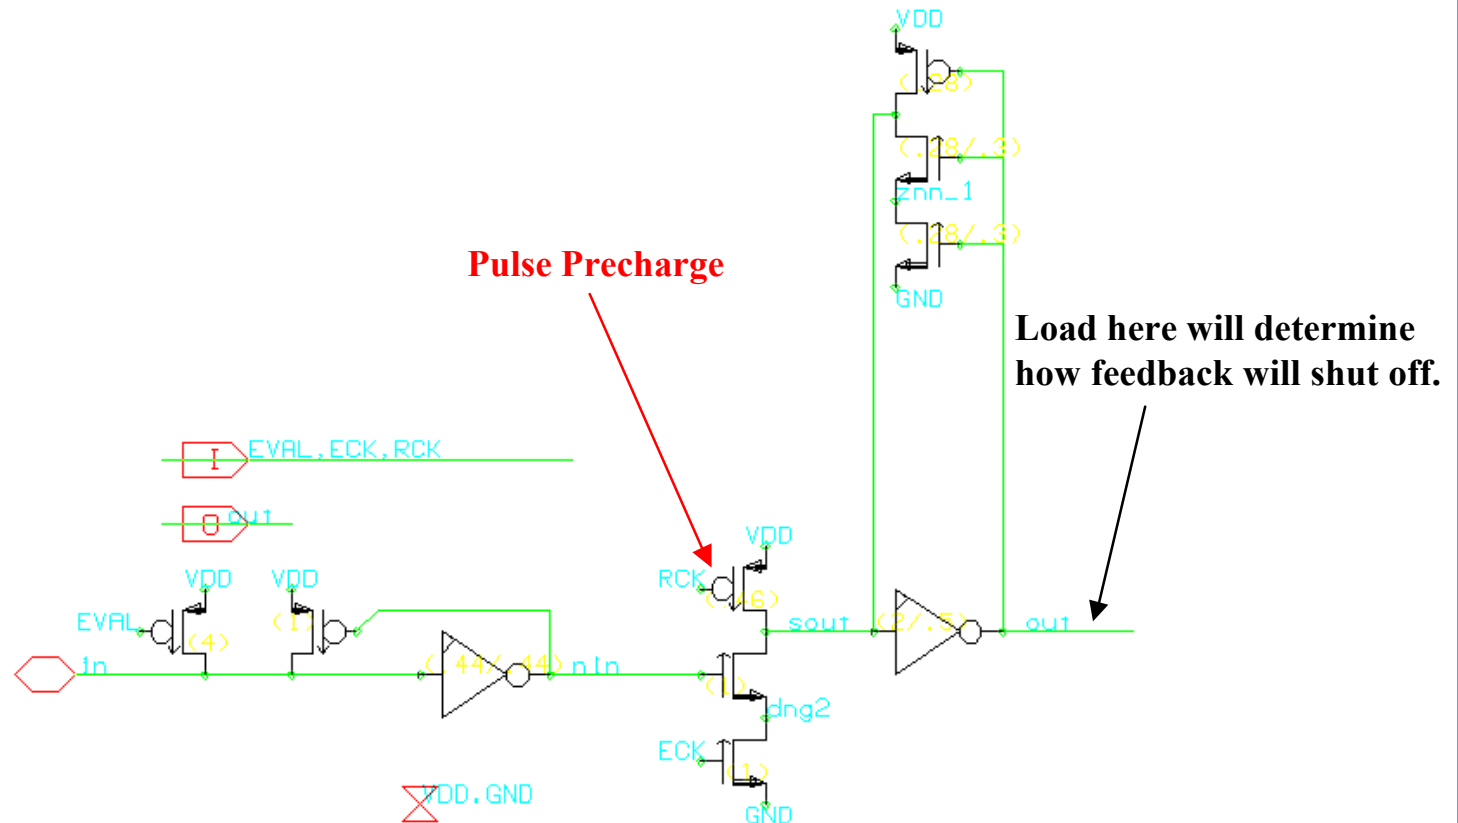 VDD
(.28)
(.28/.3)
znn_1
(.28/.3)
GND
Pulse Precharge
Load here will determine
how feedback will shut off.
I
EVAL,ECK,RCK
O
out
VDD
VDD
VDD
RCK
(.46)
EVAL
(4)
(1)
sout
(2/.5)
out
in
(.44/.44)
nin
(1)
dng2
ECK
(1)
VDD,GND
GND